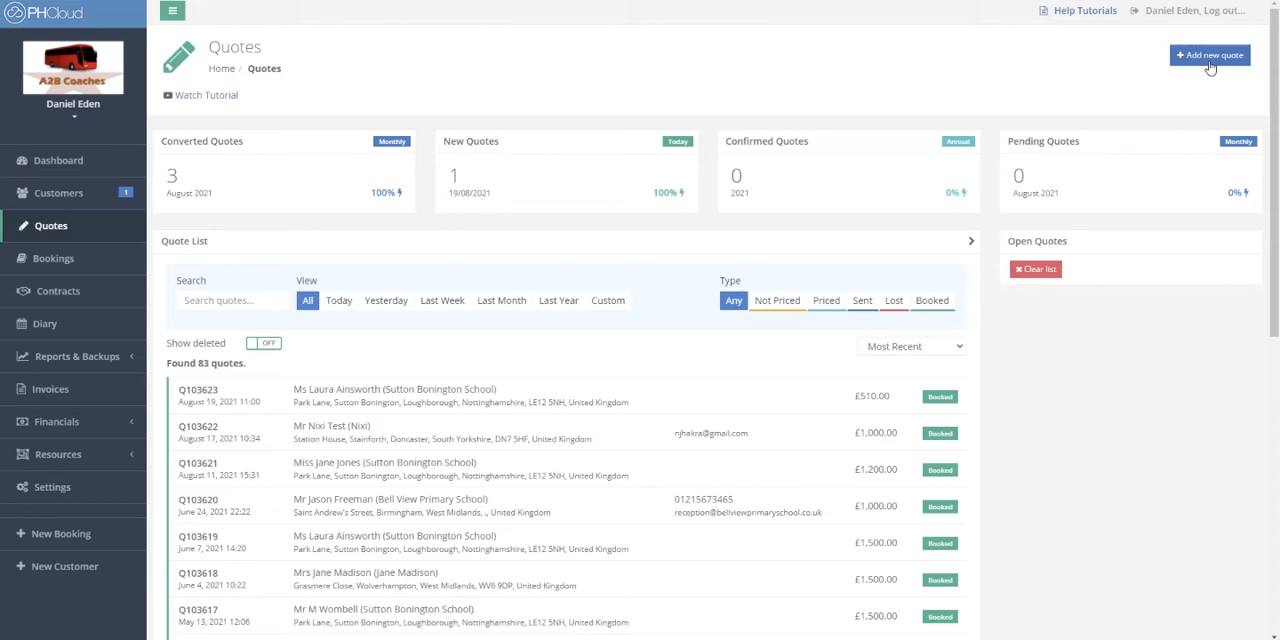 PHCloud
A2B Coaches
Daniel Eden
Dashboard
Customers 1
Quotes
Bookings
Contracts
Diary
Reports & Backups
Invoices
Financials
Resources
Settings
New Booking
New Customer
Help Tutorials Daniel Eden, Log out...
Quotes
Home / Quotes
Add new quote
Watch Tutorial
Converted Quotes Monthly
3
August 2021 100%
New Quotes Today
1
19/08/2021 100%
Confirmed Quotes Annual
0
2021 0%
Pending Quotes Monthly
0
August 2021 0%
Quote List
Search View Type
Search quotes... All Today Yesterday Last Week Last Month Last Year Custom Any Not Priced Priced Sent Lost Booked
Show deleted OFF Most Recent
Found 83 quotes.
Q103623 Ms Laura Ainsworth (Sutton Bonington School) £510.00 Booked
August 19, 2021 11:00 Park Lane, Sutton Bonington, Loughborough, Nottinghamshire, LE12 5NH, United Kingdom
Q103622 Mr Nixi Test (Nixi) njhakra@gmail.com £1,000.00 Booked
August 17, 2021 10:34 Station House, Stainforth, Doncaster, South Yorkshire, DN7 5HF, United Kingdom
Q103621 Miss Jane Jones (Sutton Bonington School) £1,200.00 Booked
August 11, 2021 15:31 Park Lane, Sutton Bonington, Loughborough, Nottinghamshire, LE12 5NH, United Kingdom
Q103620 Mr Jason Freeman (Bell View Primary School) 01215673465 £1,000.00 Booked
June 24, 2021 22:22 Saint Andrew's Street, Birmingham, West Midlands, ., United Kingdom reception@bellviewprimaryschool.co.uk
Q103619 Ms Laura Ainsworth (Sutton Bonington School) £1,500.00 Booked
June 7, 2021 14:20 Park Lane, Sutton Bonington, Loughborough, Nottinghamshire, LE12 5NH, United Kingdom
Q103618 Mrs Jane Madison (Jane Madison) £1,500.00 Booked
June 4, 2021 10:22 Grasmere Close, Wolverhampton, West Midlands, WV6 9DP, United Kingdom
Q103617 Mr M Wombell (Sutton Bonington School) £1,500.00 Booked
May 13, 2021 12:06 Park Lane, Sutton Bonington, Loughborough, Nottinghamshire, LE12 5NH, United Kingdom
Open Quotes
Clear list